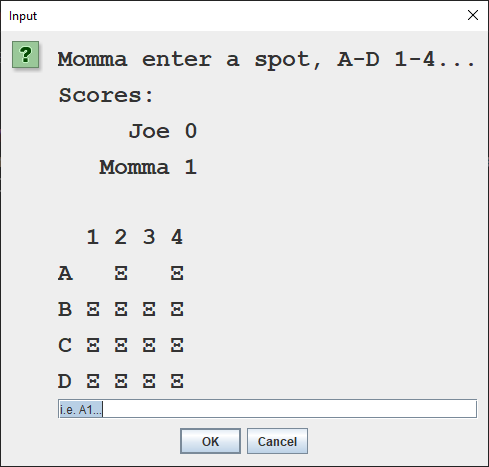 Input
?
Momma enter a spot, A-D 1-4...
Scores:
Joe 0
Momma 1
1 2 3 4
A Ξ Ξ
B Ξ Ξ Ξ Ξ
C Ξ Ξ Ξ Ξ
D Ξ Ξ Ξ Ξ
i.e. A1...
OK Cancel